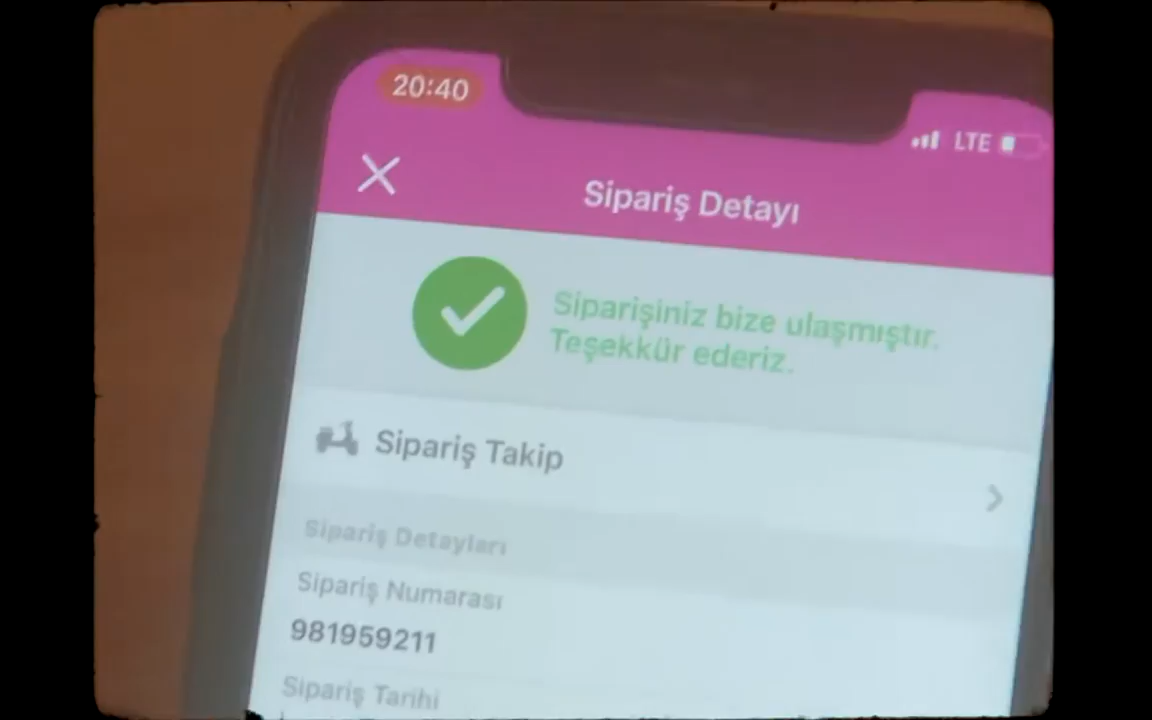 20:40
LTE
Sipariş Detayı
Siparişiniz bize ulaşmıştır.
Teşekkür ederiz.
Sipariş Takip
Sipariş Detayları
Sipariş Numarası
981959211
Sipariş Tarihi